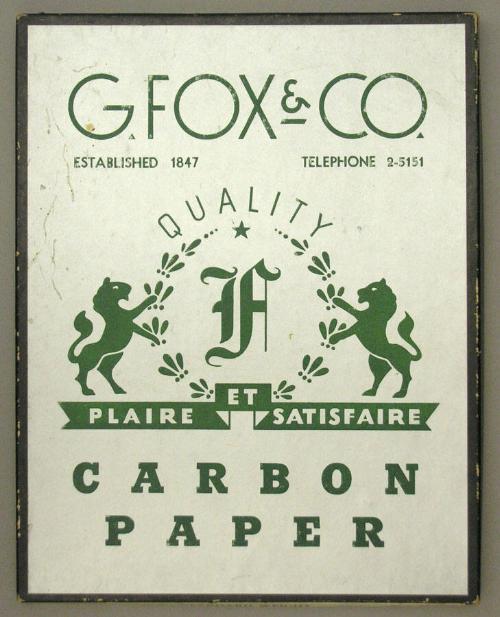 G. FOX & CO.
ESTABLISHED 1847 TELEPHONE 2-5151
QUALITY
F
PLAIRE ET SATISFAIRE
CARBON
PAPER